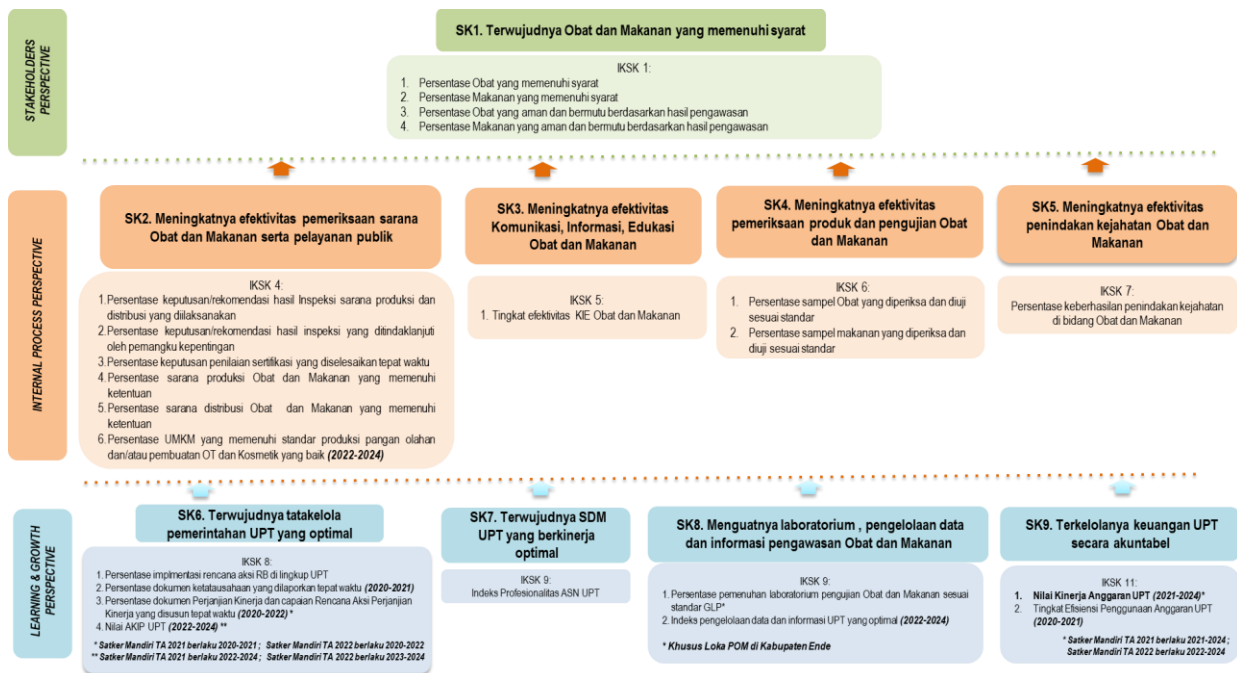 STAKEHOLDERS
PERSPECTIVE
SK1. Terwujudnya Obat dan Makanan yang memenuhi syarat
IKSK 1:
1. Persentase Obat yang memenuhi syarat
2. Persentase Makanan yang memenuhi syarat
3. Persentase Obat yang aman dan bermutu berdasarkan hasil pengawasan
4. Persentase Makanan yang aman dan bermutu berdasarkan hasil pengawasan
INTERNAL PROCESS PERSPECTIVE
SK2. Meningkatnya efektivitas pemeriksaan sarana
Obat dan Makanan serta pelayanan publik
IKSK 4:
1. Persentase keputusan/rekomendasi hasil Inspeksi sarana produksi dan
distribusi yang dilaksanakan
2. Persentase keputusan/rekomendasi hasil inspeksi yang ditindaklanjuti
oleh pemangku kepentingan
3. Persentase keputusan penilaian sertifikasi yang diselesaikan tepat waktu
4. Persentase sarana produksi Obat dan Makanan yang memenuhi
ketentuan
5. Persentase sarana distribusi Obat dan Makanan yang memenuhi
ketentuan
6. Persentase UMKM yang memenuhi standar produksi pangan olahan
dan/atau pembuatan OT dan Kosmetik yang baik (2022-2024)
SK3. Meningkatnya efektivitas
Komunikasi, Informasi, Edukasi
Obat dan Makanan
IKSK 5:
1. Tingkat efektivitas KIE Obat dan Makanan
SK4. Meningkatnya efektivitas
pemeriksaan produk dan pengujian Obat
dan Makanan
IKSK 6:
1. Persentase sampel Obat yang diperiksa dan diuji
sesuai standar
2. Persentase sampel makanan yang diperiksa dan
diuji sesuai standar
SK5. Meningkatnya efektivitas
penindakan kejahatan Obat dan
Makanan
IKSK 7:
Persentase keberhasilan penindakan kejahatan
di bidang Obat dan Makanan
LEARNING & GROWTH
PERSPECTIVE
SK6. Terwujudnya tatakelola
pemerintahan UPT yang optimal
IKSK 8:
1. Persentase implmentasi rencana aksi RB di lingkup UPT
2. Persentase dokumen ketatausahaan yang dilaporkan tepat waktu (2020-2021)
3. Persentase dokumen Perjanjian Kinerja dan capaian Rencana Aksi Perjanjian
Kinerja yang disusun tepat waktu (2020-2022) *
4. Nilai AKIP UPT (2022-2024) **
* Satker Mandiri TA 2021 berlaku 2020-2021 ; Satker Mandiri TA 2022 berlaku 2020-2022
** Satker Mandiri TA 2021 berlaku 2022-2024 ; Satker Mandiri TA 2022 berlaku 2023-2024
SK7. Terwujudnya SDM
UPT yang berkinerja
optimal
IKSK 9:
Indeks Profesionalitas ASN UPT
SK8. Menguatnya laboratorium , pengelolaan data
dan informasi pengawasan Obat dan Makanan
IKSK 9:
1. Persentase pemenuhan laboratorium pengujian Obat dan Makanan sesuai
standar GLP*
2. Indeks pengelolaan data dan informasi UPT yang optimal (2022-2024)
* Khusus Loka POM di Kabupaten Ende
SK9. Terkelolanya keuangan UPT
secara akuntabel
IKSK 11:
1. Nilai Kinerja Anggaran UPT (2021-2024)*
2. Tingkat Efisiensi Penggunaan Anggaran UPT
(2020-2021)
* Satker Mandiri TA 2021 berlaku 2021-2024 ;
Satker Mandiri TA 2022 berlaku 2022-2024